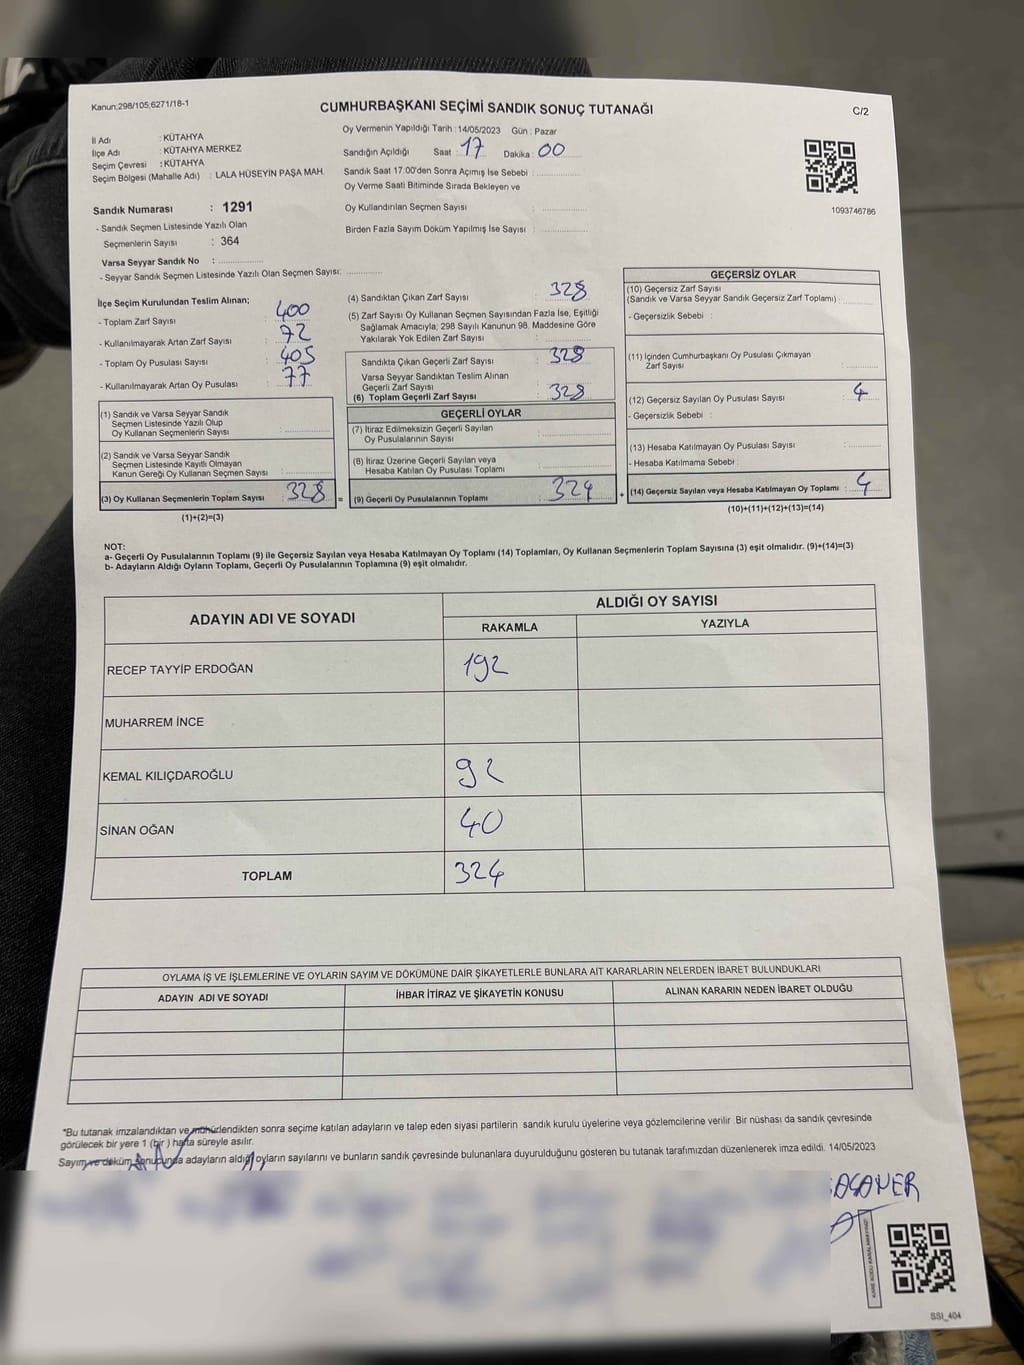 Kanun;298/105;6271/18-1
CUMHURBAŞKANI SEÇİMİ SANDIK SONUÇ TUTANAĞI
C/2
İl Adı : KÜTAHYA
İlçe Adı : KÜTAHYA MERKEZ
Seçim Çevresi : KÜTAHYA
Seçim Bölgesi (Mahalle Adı) : LALA HÜSEYİN PAŞA MAH.
Oy Vermenin Yapıldığı Tarih : 14/05/2023 Gün : Pazar
Sandığın Açıldığı Saat : 17 Dakika : 00
Sandık Saat 17:00'den Sonra Açılmış İse Sebebi :
Oy Verme Saati Bitiminde Sırada Bekleyen ve
Oy Kullandırılan Seçmen Sayısı :
Birden Fazla Sayım Döküm Yapılmış İse Sayısı :
1093746786
Sandık Numarası : 1291
- Sandık Seçmen Listesinde Yazılı Olan
Seçmenlerin Sayısı : 364
Varsa Seyyar Sandık No :
- Seyyar Sandık Seçmen Listesinde Yazılı Olan Seçmen Sayısı:
İlçe Seçim Kurulundan Teslim Alınan;
- Toplam Zarf Sayısı : 400
- Kullanılmayarak Artan Zarf Sayısı : 72
- Toplam Oy Pusulası Sayısı : 405
- Kullanılmayarak Artan Oy Pusulası : 77
(1) Sandık ve Varsa Seyyar Sandık
Seçmen Listesinde Yazılı Olup
Oy Kullanan Seçmenlerin Sayısı :
(2) Sandık ve Varsa Seyyar Sandık
Seçmen Listesinde Kayıtlı Olmayan
Kanun Gereği Oy Kullanan Seçmen Sayısı :
(3) Oy Kullanan Seçmenlerin Toplam Sayısı : 328 =
(1)+(2)=(3)
(4) Sandıktan Çıkan Zarf Sayısı : 328
(5) Zarf Sayısı Oy Kullanan Seçmen Sayısından Fazla İse, Eşitliği
Sağlamak Amacıyla; 298 Sayılı Kanunun 98. Maddesine Göre
Yakılarak Yok Edilen Zarf Sayısı :
Sandıkta Çıkan Geçerli Zarf Sayısı : 328
Varsa Seyyar Sandıktan Teslim Alınan
Geçerli Zarf Sayısı :
(6) Toplam Geçerli Zarf Sayısı : 328
GEÇERLİ OYLAR
(7) İtiraz Edilmeksizin Geçerli Sayılan
Oy Pusulalarının Sayısı :
(8) İtiraz Üzerine Geçerli Sayılan veya
Hesaba Katılan Oy Pusulası Toplamı :
(9) Geçerli Oy Pusulalarının Toplamı : 324 +
GEÇERSİZ OYLAR
(10) Geçersiz Zarf Sayısı
(Sandık ve Varsa Seyyar Sandık Geçersiz Zarf Toplamı) :
- Geçersizlik Sebebi :
(11) İçinden Cumhurbaşkanı Oy Pusulası Çıkmayan
Zarf Sayısı :
(12) Geçersiz Sayılan Oy Pusulası Sayısı : 4
- Geçersizlik Sebebi :
(13) Hesaba Katılmayan Oy Pusulası Sayısı :
- Hesaba Katılmama Sebebi :
(14) Geçersiz Sayılan veya Hesaba Katılmayan Oy Toplamı : 4
(10)+(11)+(12)+(13)=(14)
NOT:
a- Geçerli Oy Pusulalarının Toplamı (9) ile Geçersiz Sayılan veya Hesaba Katılmayan Oy Toplamı (14) Toplamları, Oy Kullanan Seçmenlerin Toplam Sayısına (3) eşit olmalıdır. (9)+(14)=(3)
b- Adayların Aldığı Oyların Toplamı, Geçerli Oy Pusulalarının Toplamına (9) eşit olmalıdır.
ADAYIN ADI VE SOYADI
ALDIĞI OY SAYISI
RAKAMLA YAZIYLA
RECEP TAYYİP ERDOĞAN 192
MUHARREM İNCE
KEMAL KILIÇDAROĞLU 92
SİNAN OĞAN 40
TOPLAM 324
OYLAMA İŞ VE İŞLEMLERİNE VE OYLARIN SAYIM VE DÖKÜMÜNE DAİR ŞİKAYETLERLE BUNLARA AİT KARARLARIN NELERDEN İBARET BULUNDUKLARI
ADAYIN ADI VE SOYADI İHBAR İTİRAZ VE ŞİKAYETİN KONUSU ALINAN KARARIN NEDEN İBARET OLDUĞU
*Bu tutanak imzalandıktan ve mühürlendikten sonra seçime katılan adayların ve talep eden siyasi partilerin sandık kurulu üyelerine veya gözlemcilerine verilir. Bir nüshası da sandık çevresinde
görülecek bir yere 1 (bir) hafta süreyle asılır.
Sayım ve döküm sonucunda adayların aldığı oyların sayılarını ve bunların sandık çevresinde bulunanlara duyurulduğunu gösteren bu tutanak tarafımızdan düzenlenerek imza edildi. 14/05/2023
SSI_404